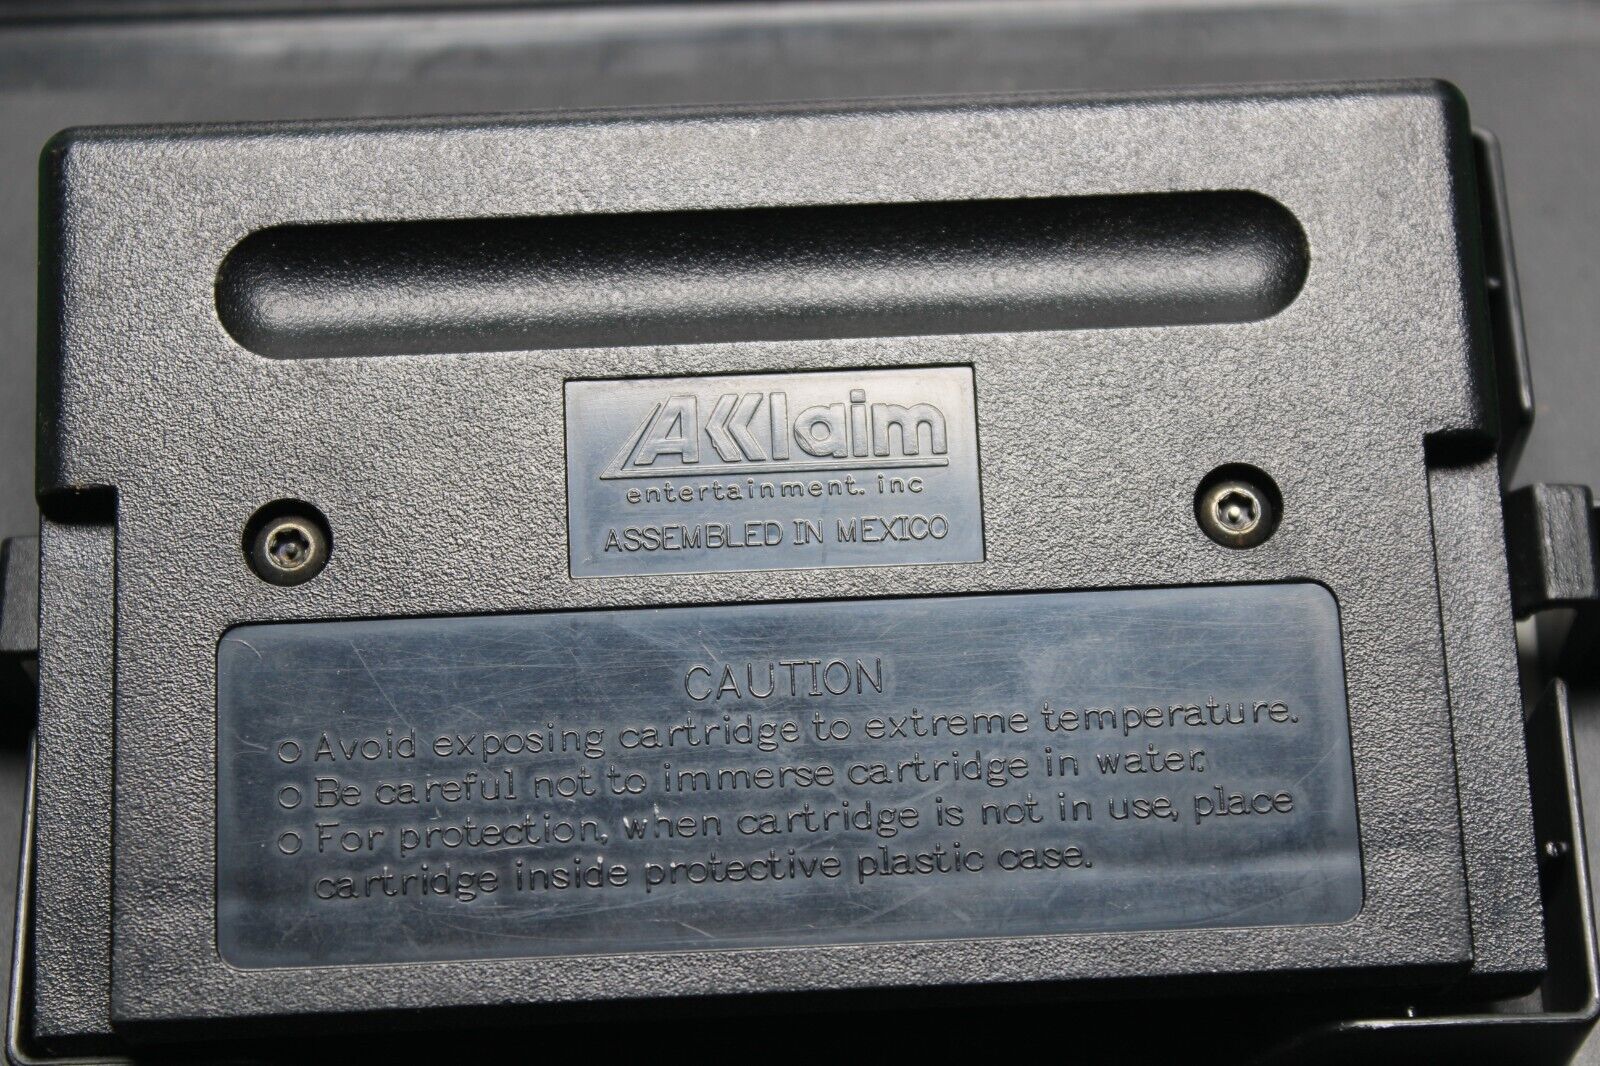 AKKlaim
entertainment. inc
ASSEMBLED IN MEXICO
CAUTION
○ Avoid exposing cartridge to extreme temperature.
○ Be careful not to immerse cartridge in water.
○ For protection, when cartridge is not in use, place
cartridge inside protective plastic case.